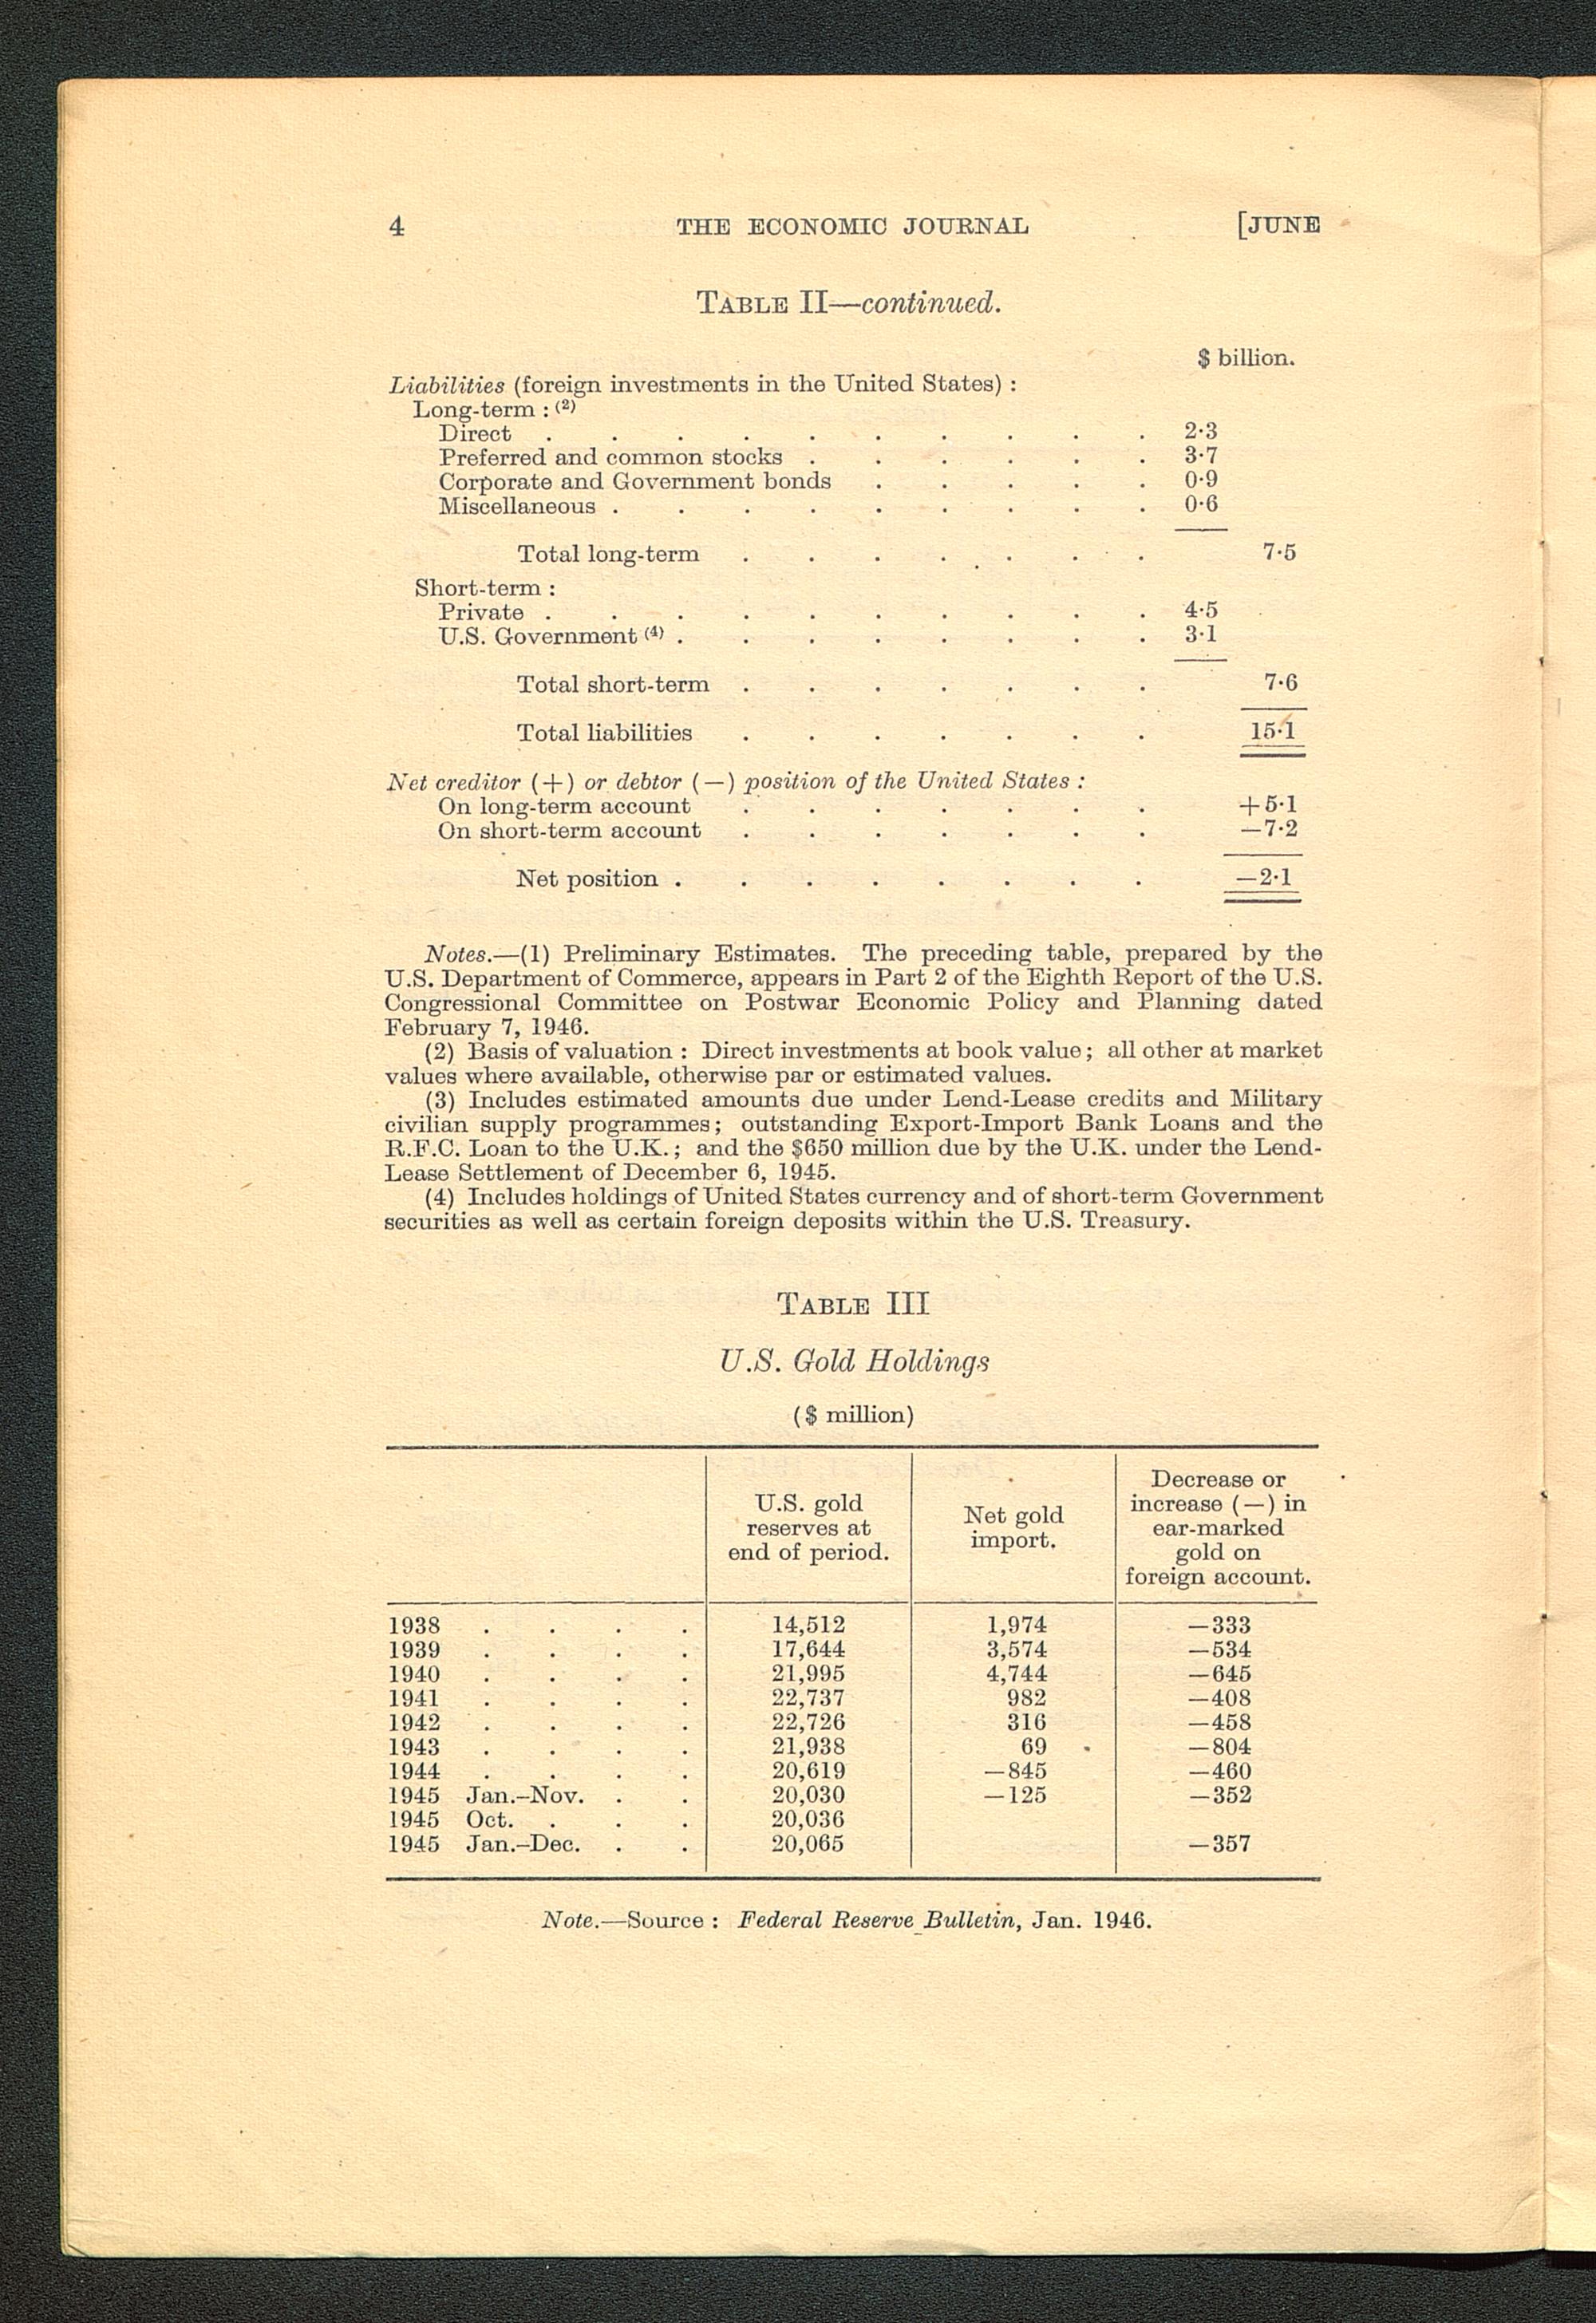 4 THE ECONOMIC JOURNAL [JUNE
TABLE II—continued.
$ billion.
Liabilities (foreign investments in the United States) :
Long-term : (2)
Direct . . . . . . . . . . 2·3
Preferred and common stocks . . . . . . 3·7
Corporate and Government bonds . . . . . 0·9
Miscellaneous . . . . . . . . . 0·6
Total long-term . . . . . . . 7·5
Short-term :
Private . . . . . . . . . . 4·5
U.S. Government (4) . . . . . . . . 3·1
Total short-term . . . . . . . 7·6
Total liabilities . . . . . . . 15·1
Net creditor (+) or debtor (—) position of the United States :
On long-term account . . . . . . . +5·1
On short-term account . . . . . . . —7·2
Net position . . . . . . . . —2·1
Notes.—(1) Preliminary Estimates. The preceding table, prepared by the
U.S. Department of Commerce, appears in Part 2 of the Eighth Report of the U.S.
Congressional Committee on Postwar Economic Policy and Planning dated
February 7, 1946.
(2) Basis of valuation : Direct investments at book value ; all other at market
values where available, otherwise par or estimated values.
(3) Includes estimated amounts due under Lend-Lease credits and Military
civilian supply programmes ; outstanding Export-Import Bank Loans and the
R.F.C. Loan to the U.K. ; and the $650 million due by the U.K. under the Lend-
Lease Settlement of December 6, 1945.
(4) Includes holdings of United States currency and of short-term Government
securities as well as certain foreign deposits within the U.S. Treasury.
TABLE III
U.S. Gold Holdings
($ million)
U.S. gold
reserves at
end of period.
Net gold
import.
Decrease or
increase (—) in
ear-marked
gold on
foreign account.
1938 . . . . 14,512 1,974 —333
1939 . . . . 17,644 3,574 —534
1940 . . . . 21,995 4,744 —645
1941 . . . . 22,737 982 —408
1942 . . . . 22,726 316 —458
1943 . . . . 21,938 69 —804
1944 . . . . 20,619 —845 —460
1945 Jan.–Nov. . . 20,030 —125 —352
1945 Oct. . . . 20,036
1945 Jan.–Dec. . . 20,065 —357
Note.—Source : Federal Reserve Bulletin, Jan. 1946.